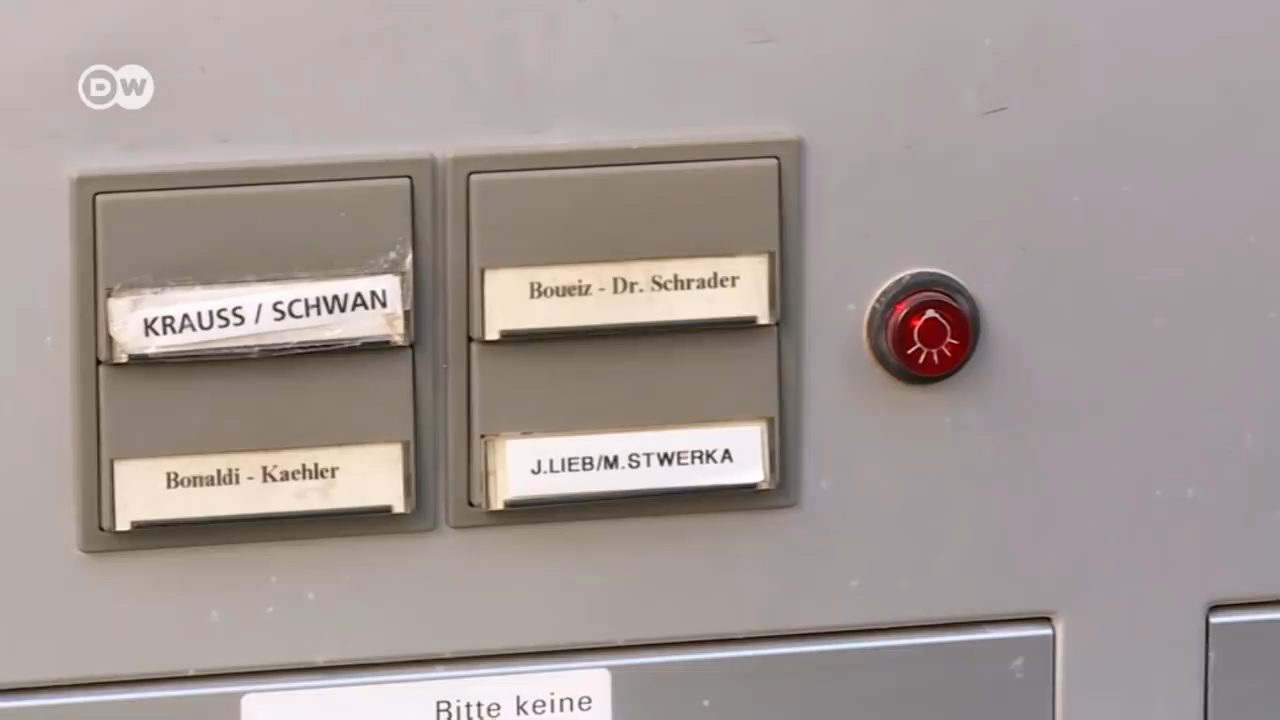 DW
KRAUSS / SCHWAN
Boueiz - Dr. Schrader
Bonaldi - Kaehler
J.LIEB/M.STWERKA
Bitte keine